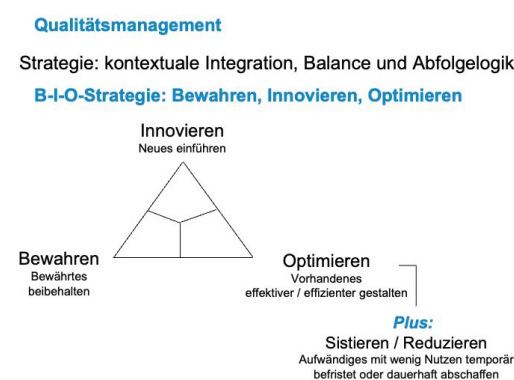 Qualitätsmanagement
Strategie: kontextuale Integration, Balance und Abfolgelogik
B-I-O-Strategie: Bewahren, Innovieren, Optimieren
Innovieren
Neues einführen
Bewahren
Bewährtes
beibehalten
Optimieren
Vorhandenes
effektiver / effizienter gestalten
Plus:
Sistieren / Reduzieren
Aufwändiges mit wenig Nutzen temporär
befristet oder dauerhaft abschaffen